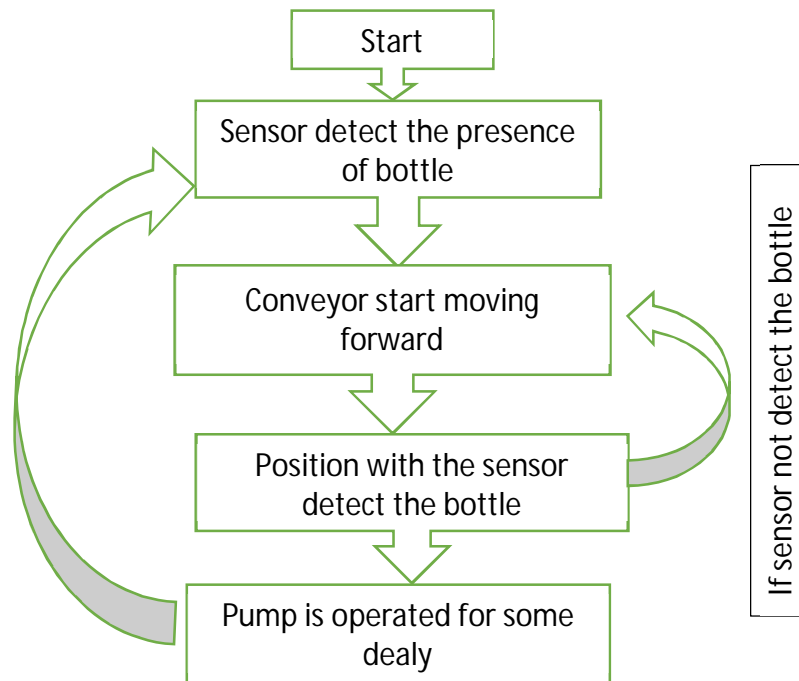 Start
Sensor detect the presence
of bottle
Conveyor start moving
forward
If sensor not detect the bottle
Position with the sensor
detect the bottle
Pump is operated for some
dealy